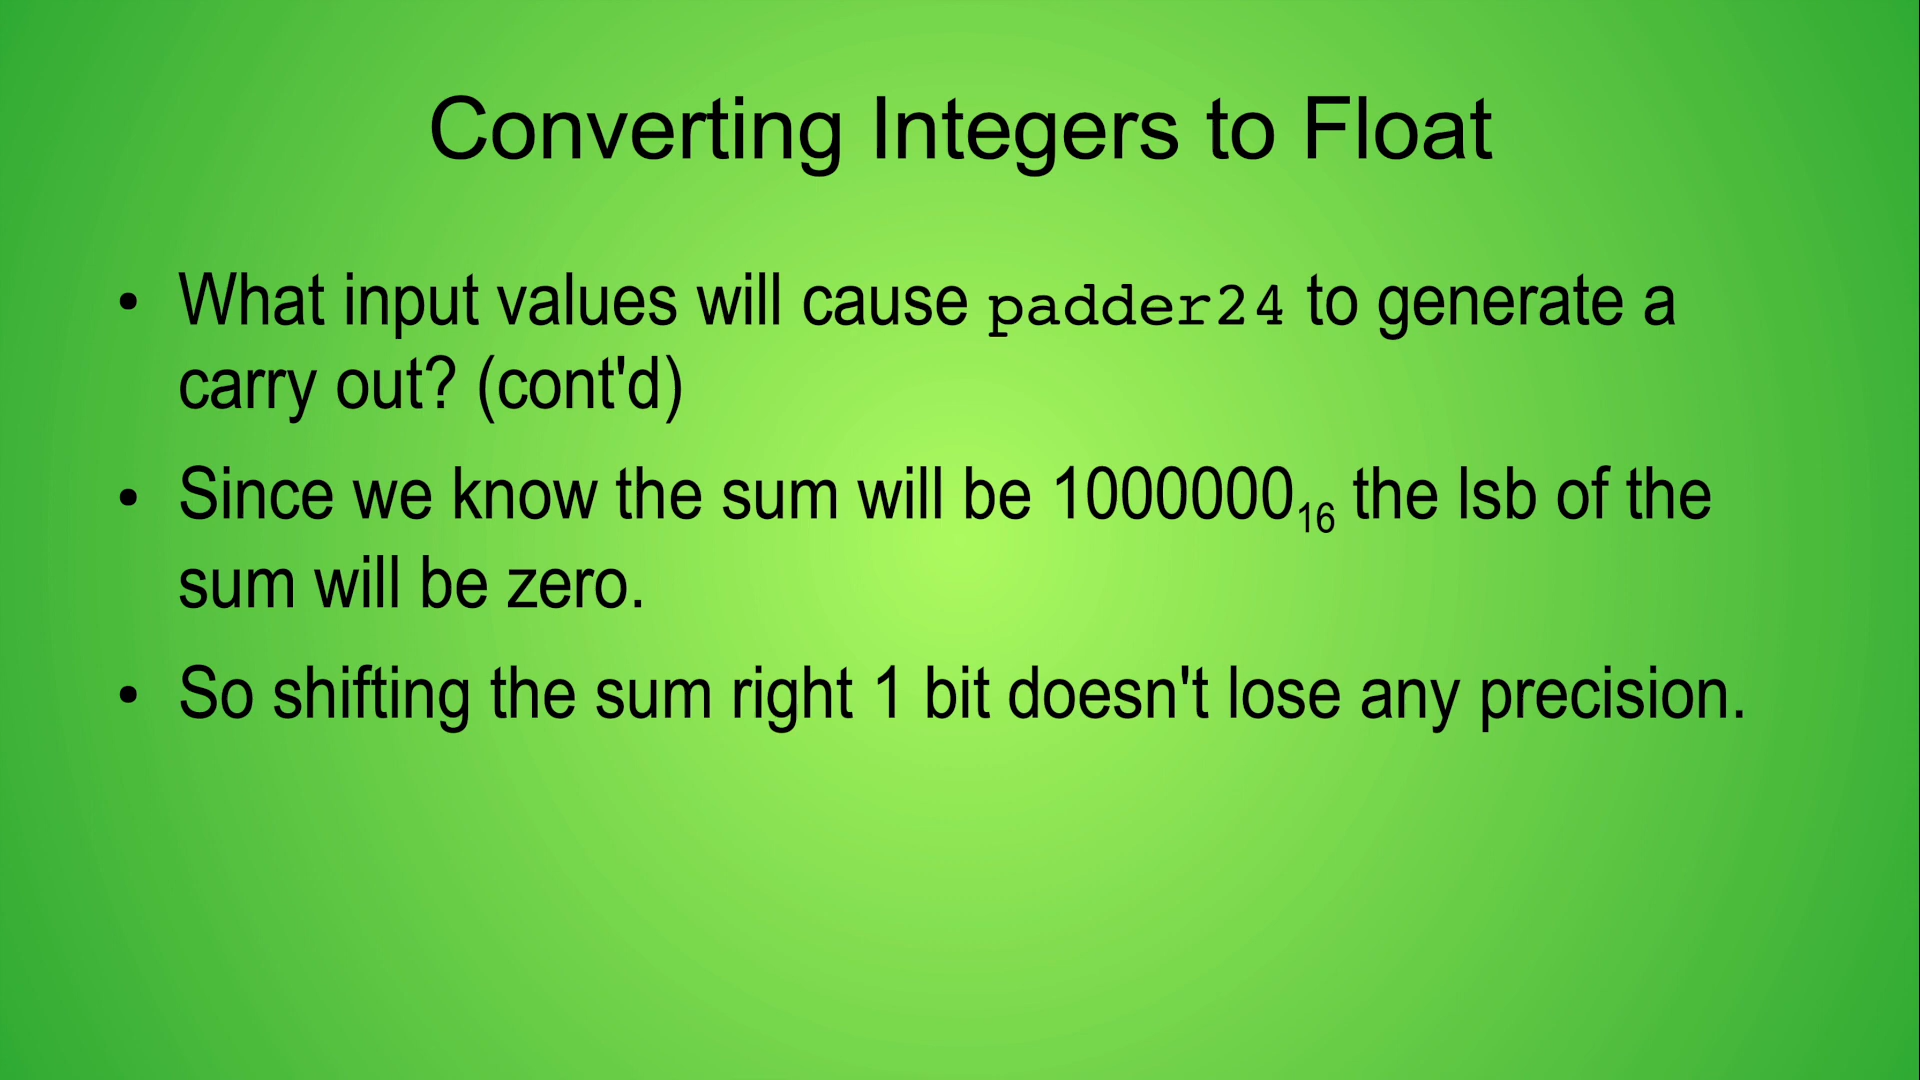 Converting Integers to Float
• What input values will cause padder24 to generate a
carry out? (cont'd)
• Since we know the sum will be 1000000₁₆ the lsb of the
sum will be zero.
• So shifting the sum right 1 bit doesn't lose any precision.